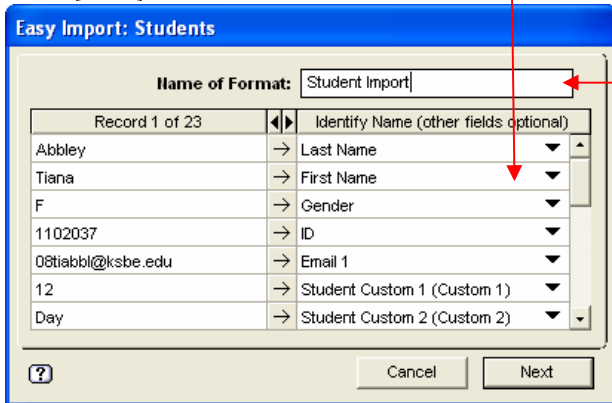 Easy Import: Students
Name of Format: Student Import
Record 1 of 23 Identify Name (other fields optional)
Abbley → Last Name
Tiana → First Name
F → Gender
1102037 → ID
08tiabbl@ksbe.edu → Email 1
12 → Student Custom 1 (Custom 1)
Day → Student Custom 2 (Custom 2)
? Cancel Next